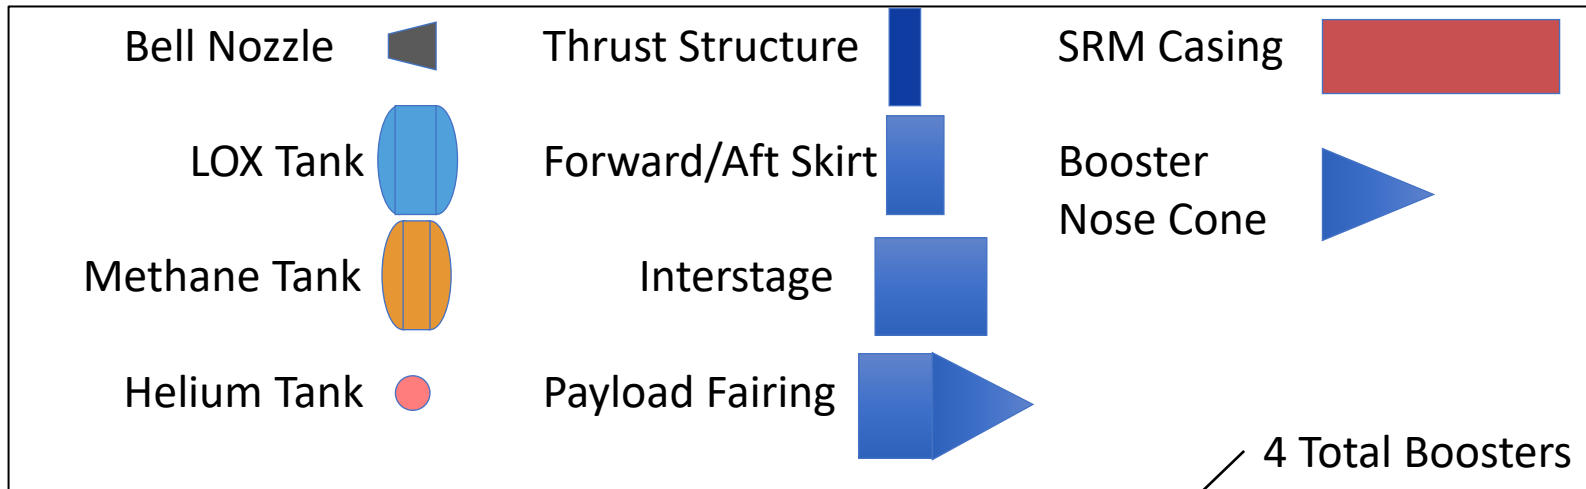 Bell Nozzle
Thrust Structure
SRM Casing
LOX Tank
Forward/Aft Skirt
Booster
Nose Cone
Methane Tank
Interstage
Helium Tank
Payload Fairing
4 Total Boosters